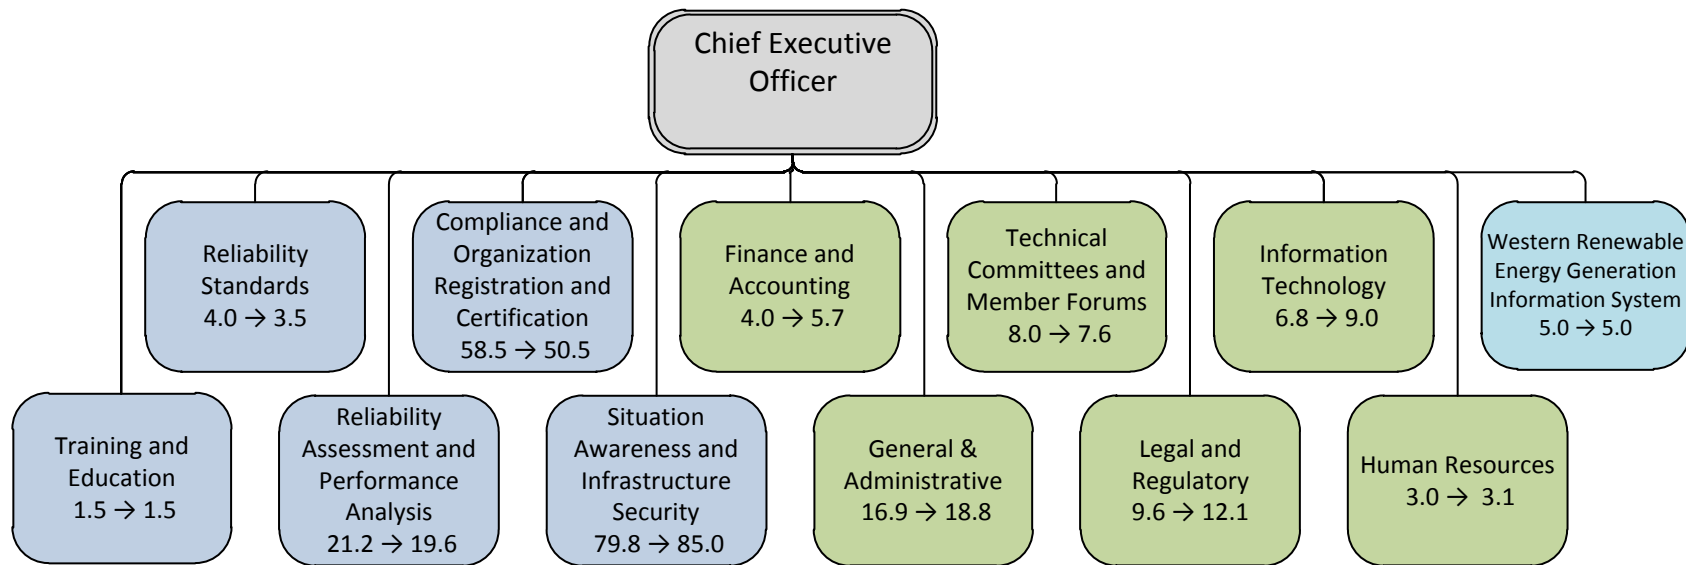 Chief Executive
Officer
Reliability
Standards
4.0 → 3.5
Compliance and
Organization
Registration and
Certification
58.5 → 50.5
Finance and
Accounting
4.0 → 5.7
Technical
Committees and
Member Forums
8.0 → 7.6
Information
Technology
6.8 → 9.0
Western Renewable
Energy Generation
Information System
5.0 → 5.0
Training and
Education
1.5 → 1.5
Reliability
Assessment and
Performance
Analysis
21.2 → 19.6
Situation
Awareness and
Infrastructure
Security
79.8 → 85.0
General &
Administrative
16.9 → 18.8
Legal and
Regulatory
9.6 → 12.1
Human Resources
3.0 → 3.1